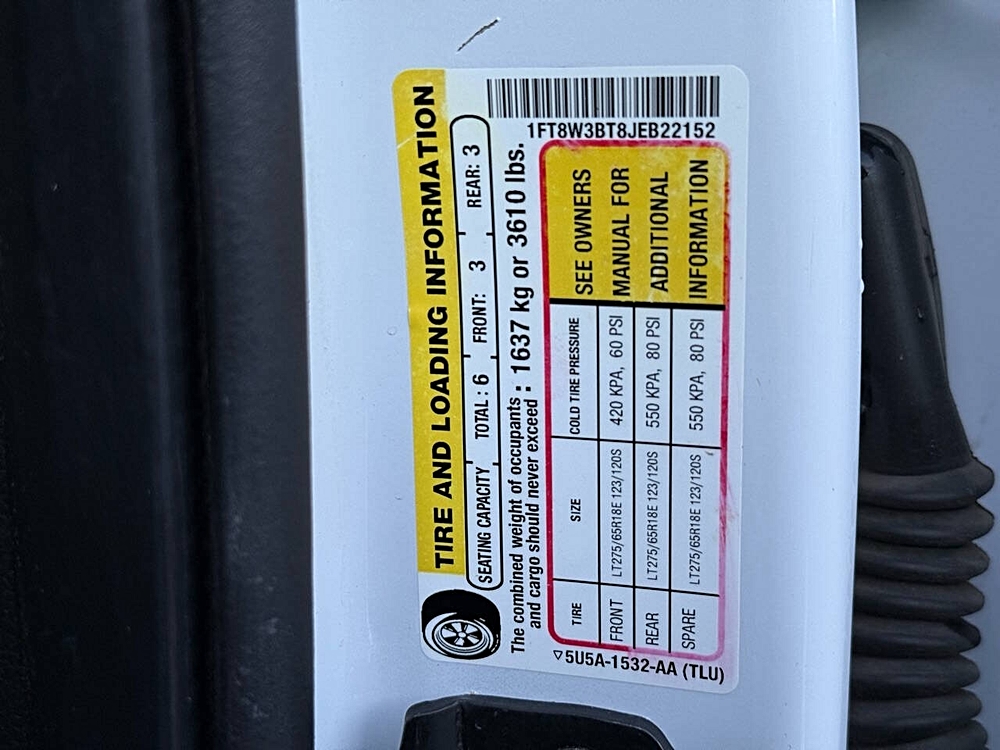 1FT8W3BT8JEB22152
TIRE AND LOADING INFORMATION
SEATING CAPACITY TOTAL : 6 FRONT: 3 REAR: 3
The combined weight of occupants
and cargo should never exceed : 1637 kg or 3610 lbs.
TIRE SIZE COLD TIRE PRESSURE
FRONT LT275/65R18E 123/120S 420 KPA, 60 PSI
REAR LT275/65R18E 123/120S 550 KPA, 80 PSI
SPARE LT275/65R18E 123/120S 550 KPA, 80 PSI
SEE OWNERS
MANUAL FOR
ADDITIONAL
INFORMATION
▽5U5A-1532-AA (TLU)